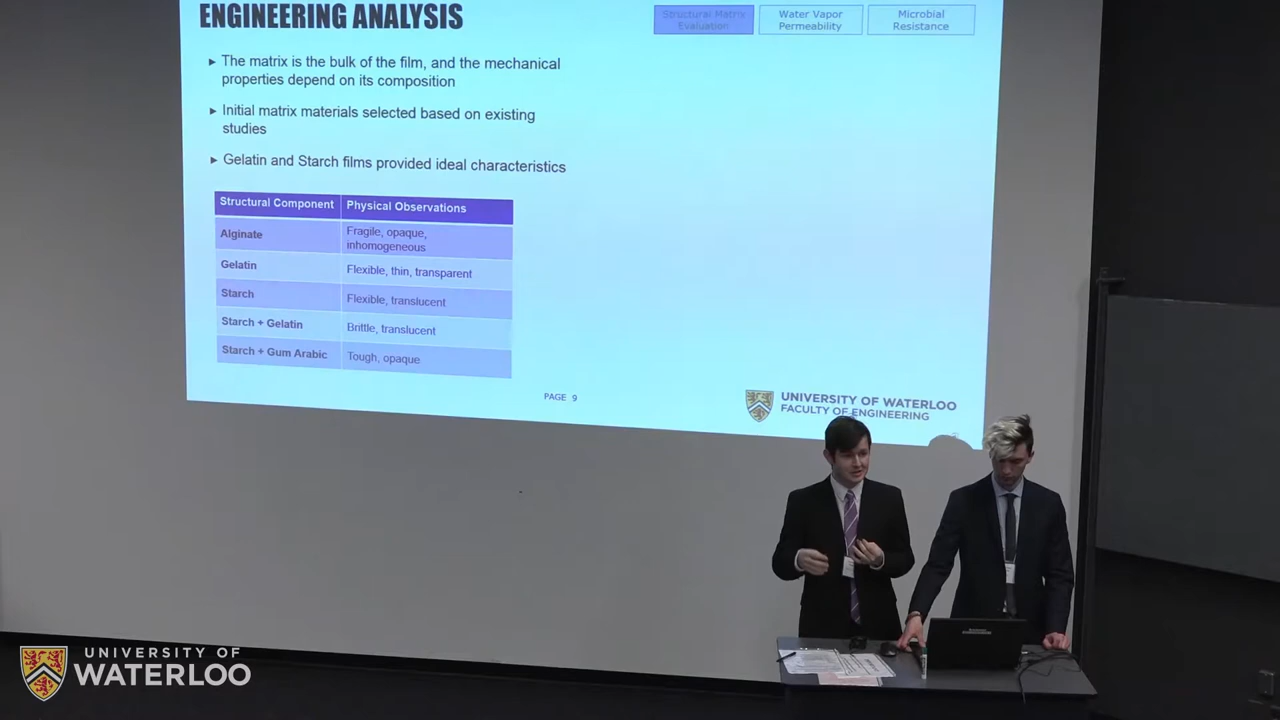 ENGINEERING ANALYSIS
Structural Matrix
Evaluation
Water Vapor
Permeability
Microbial
Resistance
The matrix is the bulk of the film, and the mechanical
properties depend on its composition
Initial matrix materials selected based on existing
studies
Gelatin and Starch films provided ideal characteristics
Structural Component
Physical Observations
Alginate
Fragile, opaque,
inhomogeneous
Gelatin
Flexible, thin, transparent
Starch
Flexible, translucent
Starch + Gelatin
Brittle, translucent
Starch + Gum Arabic
Tough, opaque
PAGE 9
UNIVERSITY OF WATERLOO
FACULTY OF ENGINEERING
UNIVERSITY OF
WATERLOO